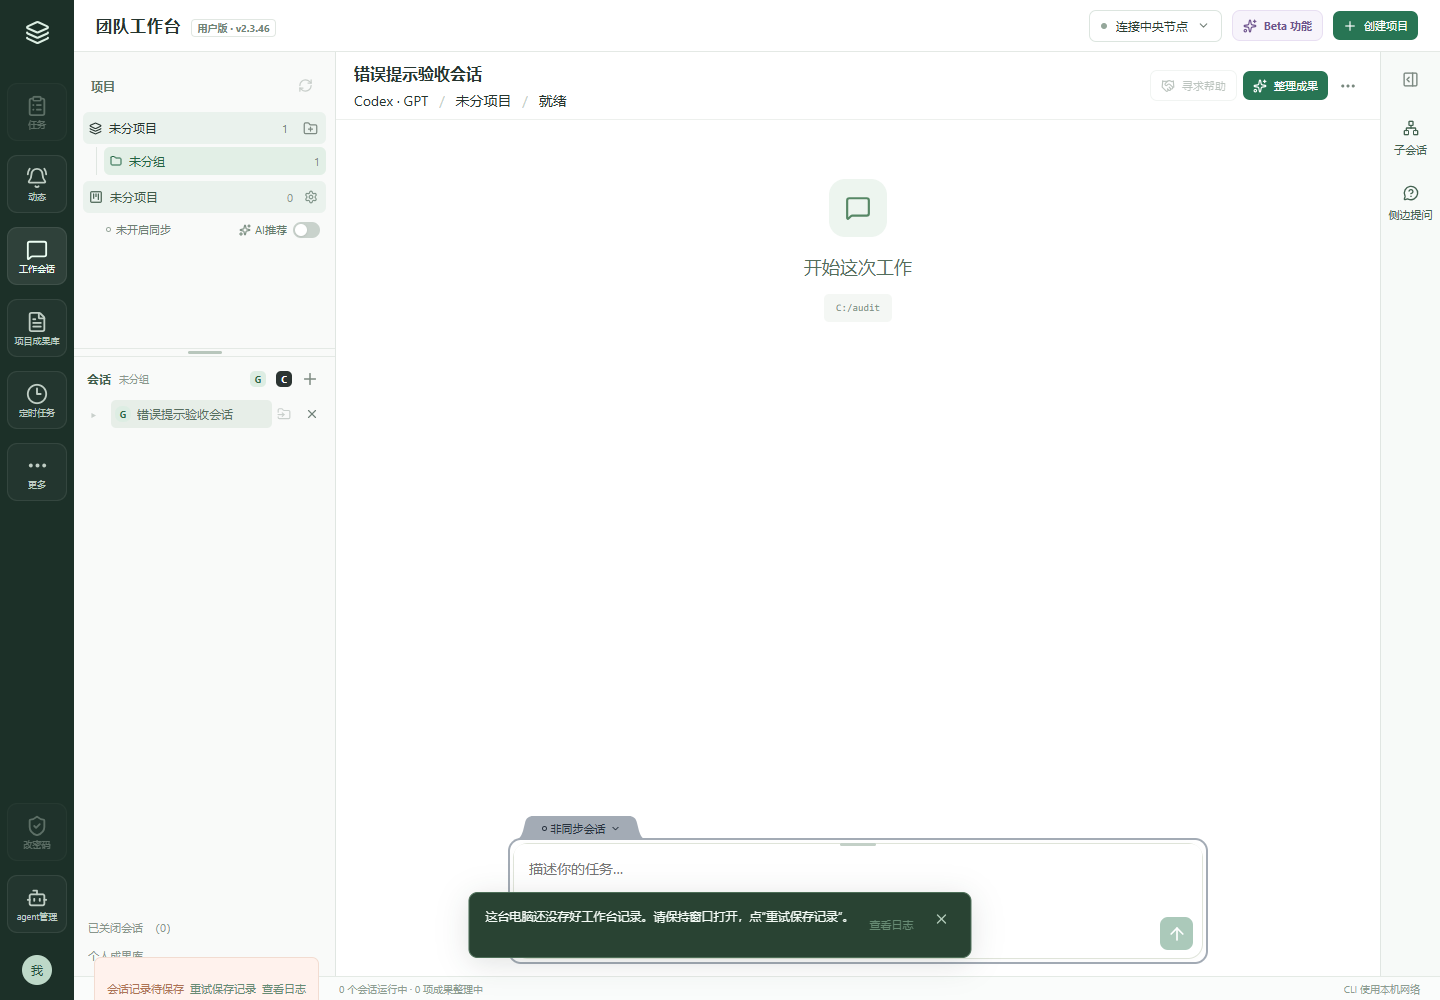 团队工作台 用户版 · v2.3.46
连接中央节点
Beta 功能
创建项目
任务
动态
工作会话
项目成果库
定时任务
更多
改密码
agent管理
我
项目
未分项目 1
未分组 1
未分项目 0
未开启同步 AI推荐
会话 未分组 G C
G 错误提示验收会话
已关闭会话 (0)
个人成果库
会话记录待保存 重试保存记录 查看日志
错误提示验收会话
Codex · GPT / 未分项目 / 就绪
寻求帮助
整理成果
子会话
侧边提问
开始这次工作
C:/audit
非同步会话
描述你的任务...
这台电脑还没存好工作台记录。请保持窗口打开，点“重试保存记录”。
查看日志
0 个会话运行中 · 0 项成果整理中
CLI 使用本机网络